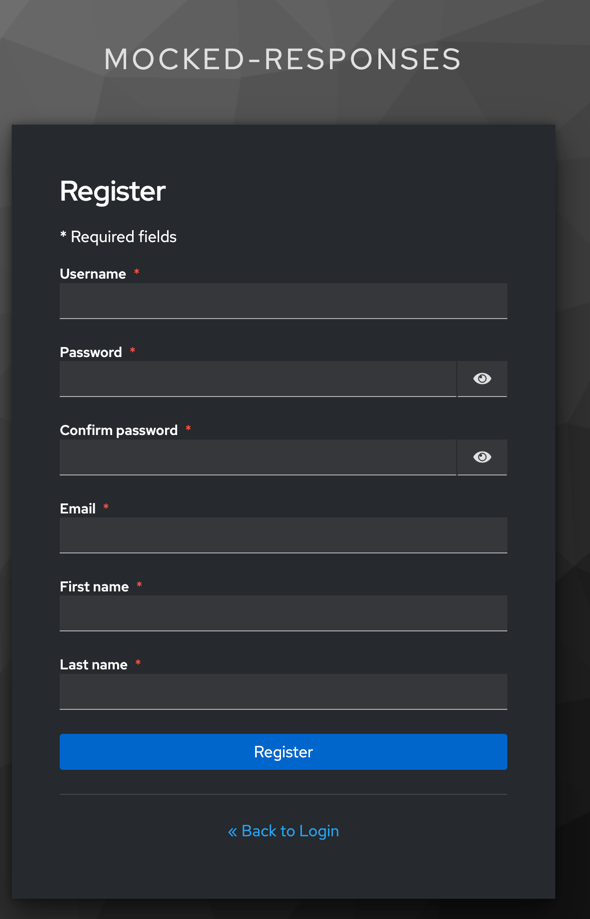 MOCKED-RESPONSES
Register
* Required fields
Username *
Password *
Confirm password *
Email *
First name *
Last name *
Register
« Back to Login